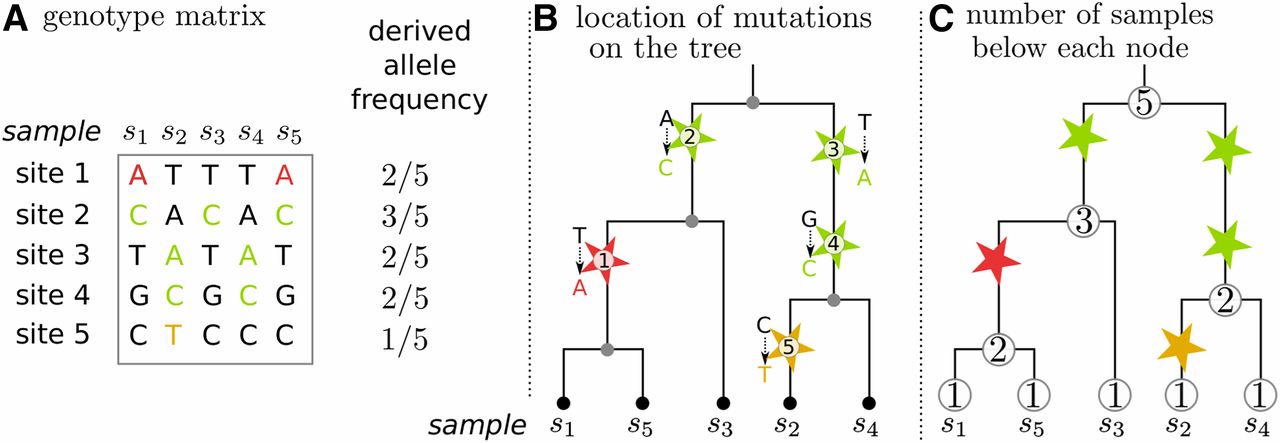 A genotype matrix
derived
allele
frequency
sample s1 s2 s3 s4 s5
site 1 A T T T A 2/5
site 2 C A C A C 3/5
site 3 T A T A T 2/5
site 4 G C G C G 2/5
site 5 C T C C C 1/5
B location of mutations
on the tree
A 2 C
3 T A
G 4 C
T 1 A
C 5 T
sample s1 s5 s3 s2 s4
C number of samples
below each node
5
3
2
2
1 1 1 1 1
s1 s5 s3 s2 s4